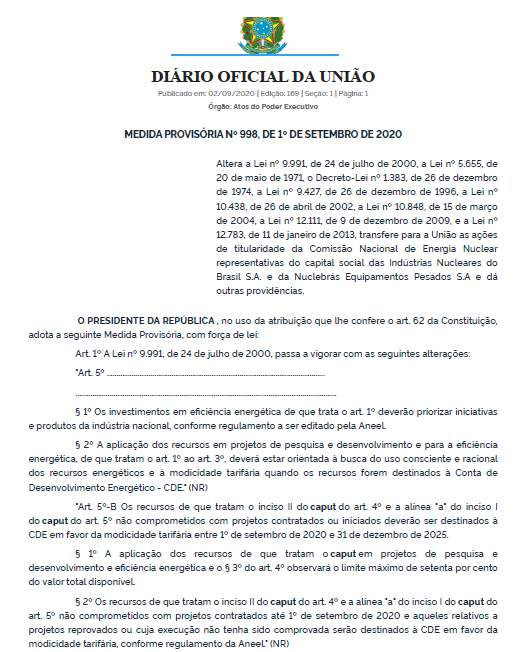 DIÁRIO OFICIAL DA UNIÃO
Publicado em: 02/09/2020 | Edição: 169 | Seção: 1 | Página: 1
Órgão: Atos do Poder Executivo
MEDIDA PROVISÓRIA Nº 998, DE 1º DE SETEMBRO DE 2020
Altera a Lei nº 9.991, de 24 de julho de 2000, a Lei nº 5.655, de
20 de maio de 1971, o Decreto-Lei nº 1.383, de 26 de dezembro
de 1974, a Lei nº 9.427, de 26 de dezembro de 1996, a Lei nº
10.438, de 26 de abril de 2002, a Lei nº 10.848, de 15 de março
de 2004, a Lei nº 12.111, de 9 de dezembro de 2009, e a Lei nº
12.783, de 11 de janeiro de 2013, transfere para a União as ações
de titularidade da Comissão Nacional de Energia Nuclear
representativas do capital social das Indústrias Nucleares do
Brasil S.A. e da Nuclebrás Equipamentos Pesados S.A e dá
outras providências.
O PRESIDENTE DA REPÚBLICA, no uso da atribuição que lhe confere o art. 62 da Constituição,
adota a seguinte Medida Provisória, com força de lei:
Art. 1º A Lei nº 9.991, de 24 de julho de 2000, passa a vigorar com as seguintes alterações:
"Art. 5º ........................................................................................
..........................................................................................................
§ 1º Os investimentos em eficiência energética de que trata o art. 1º deverão priorizar iniciativas
e produtos da indústria nacional, conforme regulamento a ser editado pela Aneel.
§ 2º A aplicação dos recursos em projetos de pesquisa e desenvolvimento e para a eficiência
energética, de que tratam o art. 1º ao art. 3º, deverá estar orientada à busca do uso consciente e racional
dos recursos energéticos e à modicidade tarifária quando os recursos forem destinados à Conta de
Desenvolvimento Energético - CDE." (NR)
"Art. 5º-B Os recursos de que tratam o inciso II do caput do art. 4º e a alínea "a" do inciso I
do caput do art. 5º não comprometidos com projetos contratados ou iniciados deverão ser destinados à
CDE em favor da modicidade tarifária entre 1º de setembro de 2020 e 31 de dezembro de 2025.
§ 1º A aplicação dos recursos de que tratam o caput em projetos de pesquisa e
desenvolvimento e eficiência energética e o § 3º do art. 4º observará o limite máximo de setenta por cento
do valor total disponível.
§ 2º Os recursos de que tratam o inciso II do caput do art. 4º e a alínea "a" do inciso I do caput do
art. 5º não comprometidos com projetos contratados até 1º de setembro de 2020 e aqueles relativos a
projetos reprovados ou cuja execução não tenha sido comprovada serão destinados à CDE em favor da
modicidade tarifária, conforme regulamento da Aneel." (NR)